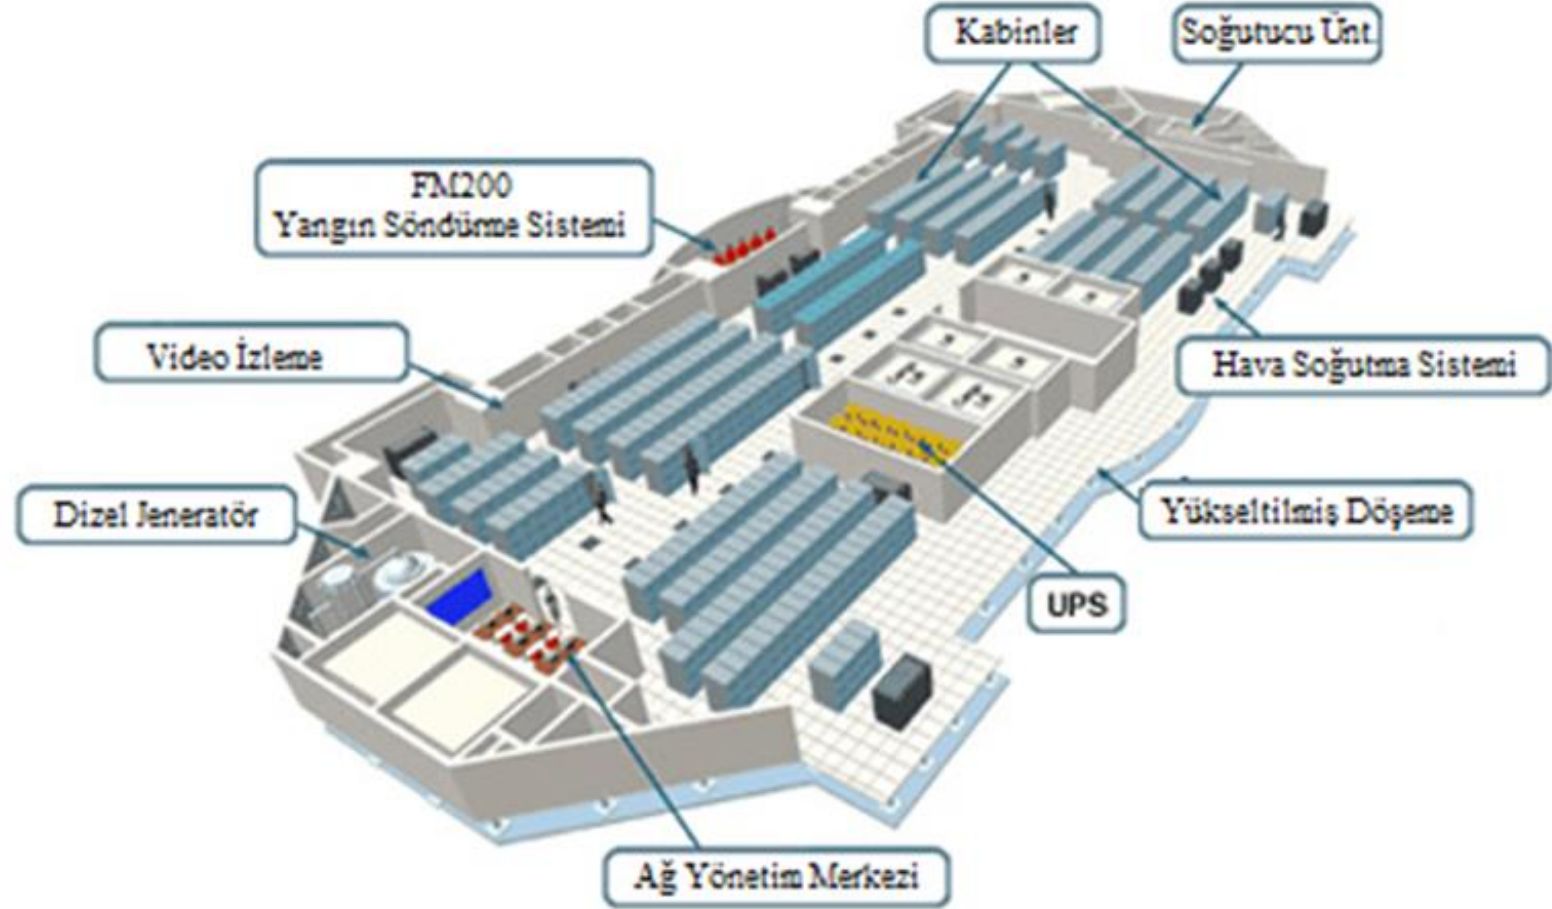 Kabinler
Soğutucu Ünt.
FM200
Yangın Söndürme Sistemi
Video İzleme
Hava Soğutma Sistemi
Dizel Jeneratör
Yükseltilmiş Döşeme
UPS
Ağ Yönetim Merkezi